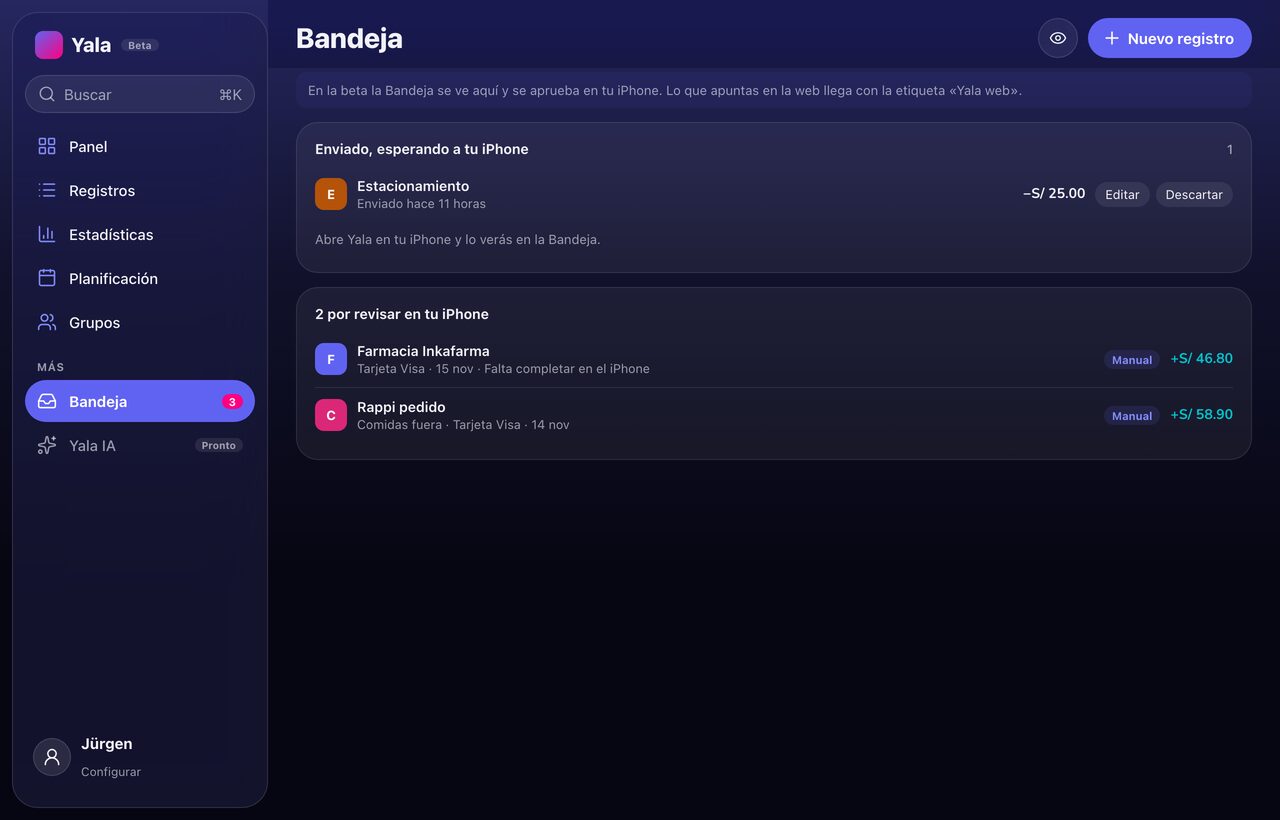 Yala Beta
Buscar ⌘K
Panel
Registros
Estadísticas
Planificación
Grupos
MÁS
Bandeja 3
Yala IA Pronto
Jürgen
Configurar
Bandeja
+ Nuevo registro
En la beta la Bandeja se ve aquí y se aprueba en tu iPhone. Lo que apuntas en la web llega con la etiqueta «Yala web».
Enviado, esperando a tu iPhone 1
E Estacionamiento
Enviado hace 11 horas
−S/ 25.00 Editar Descartar
Abre Yala en tu iPhone y lo verás en la Bandeja.
2 por revisar en tu iPhone
F Farmacia Inkafarma
Tarjeta Visa · 15 nov · Falta completar en el iPhone
Manual +S/ 46.80
C Rappi pedido
Comidas fuera · Tarjeta Visa · 14 nov
Manual +S/ 58.90